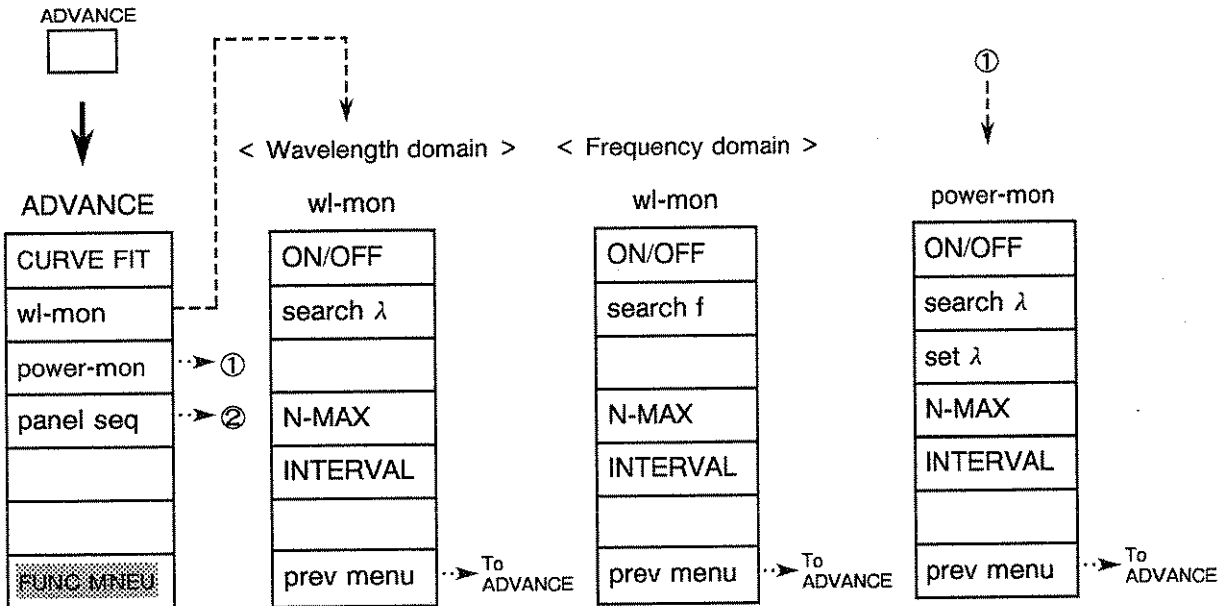 ADVANCE
ADVANCE
CURVE FIT
wl-mon
power-mon
① 
panel seq
②
FUNC MNEU
< Wavelength domain >
wl-mon
ON/OFF
search λ
N-MAX
INTERVAL
prev menu
To
ADVANCE
< Frequency domain >
wl-mon
ON/OFF
search f
N-MAX
INTERVAL
prev menu
To
ADVANCE
①
power-mon
ON/OFF
search λ
set λ
N-MAX
INTERVAL
prev menu
To
ADVANCE